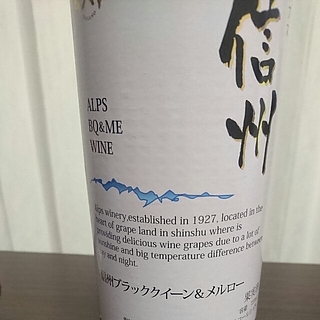 信州
ALPS
BQ&ME
WINE
Alps winery,established in 1927, located in the
heart of grape land in shinshu where is
providing delicious wine grapes due to a lot of
sunshine and big temperature difference between
day and night.
信州ブラッククイーン&メルロー